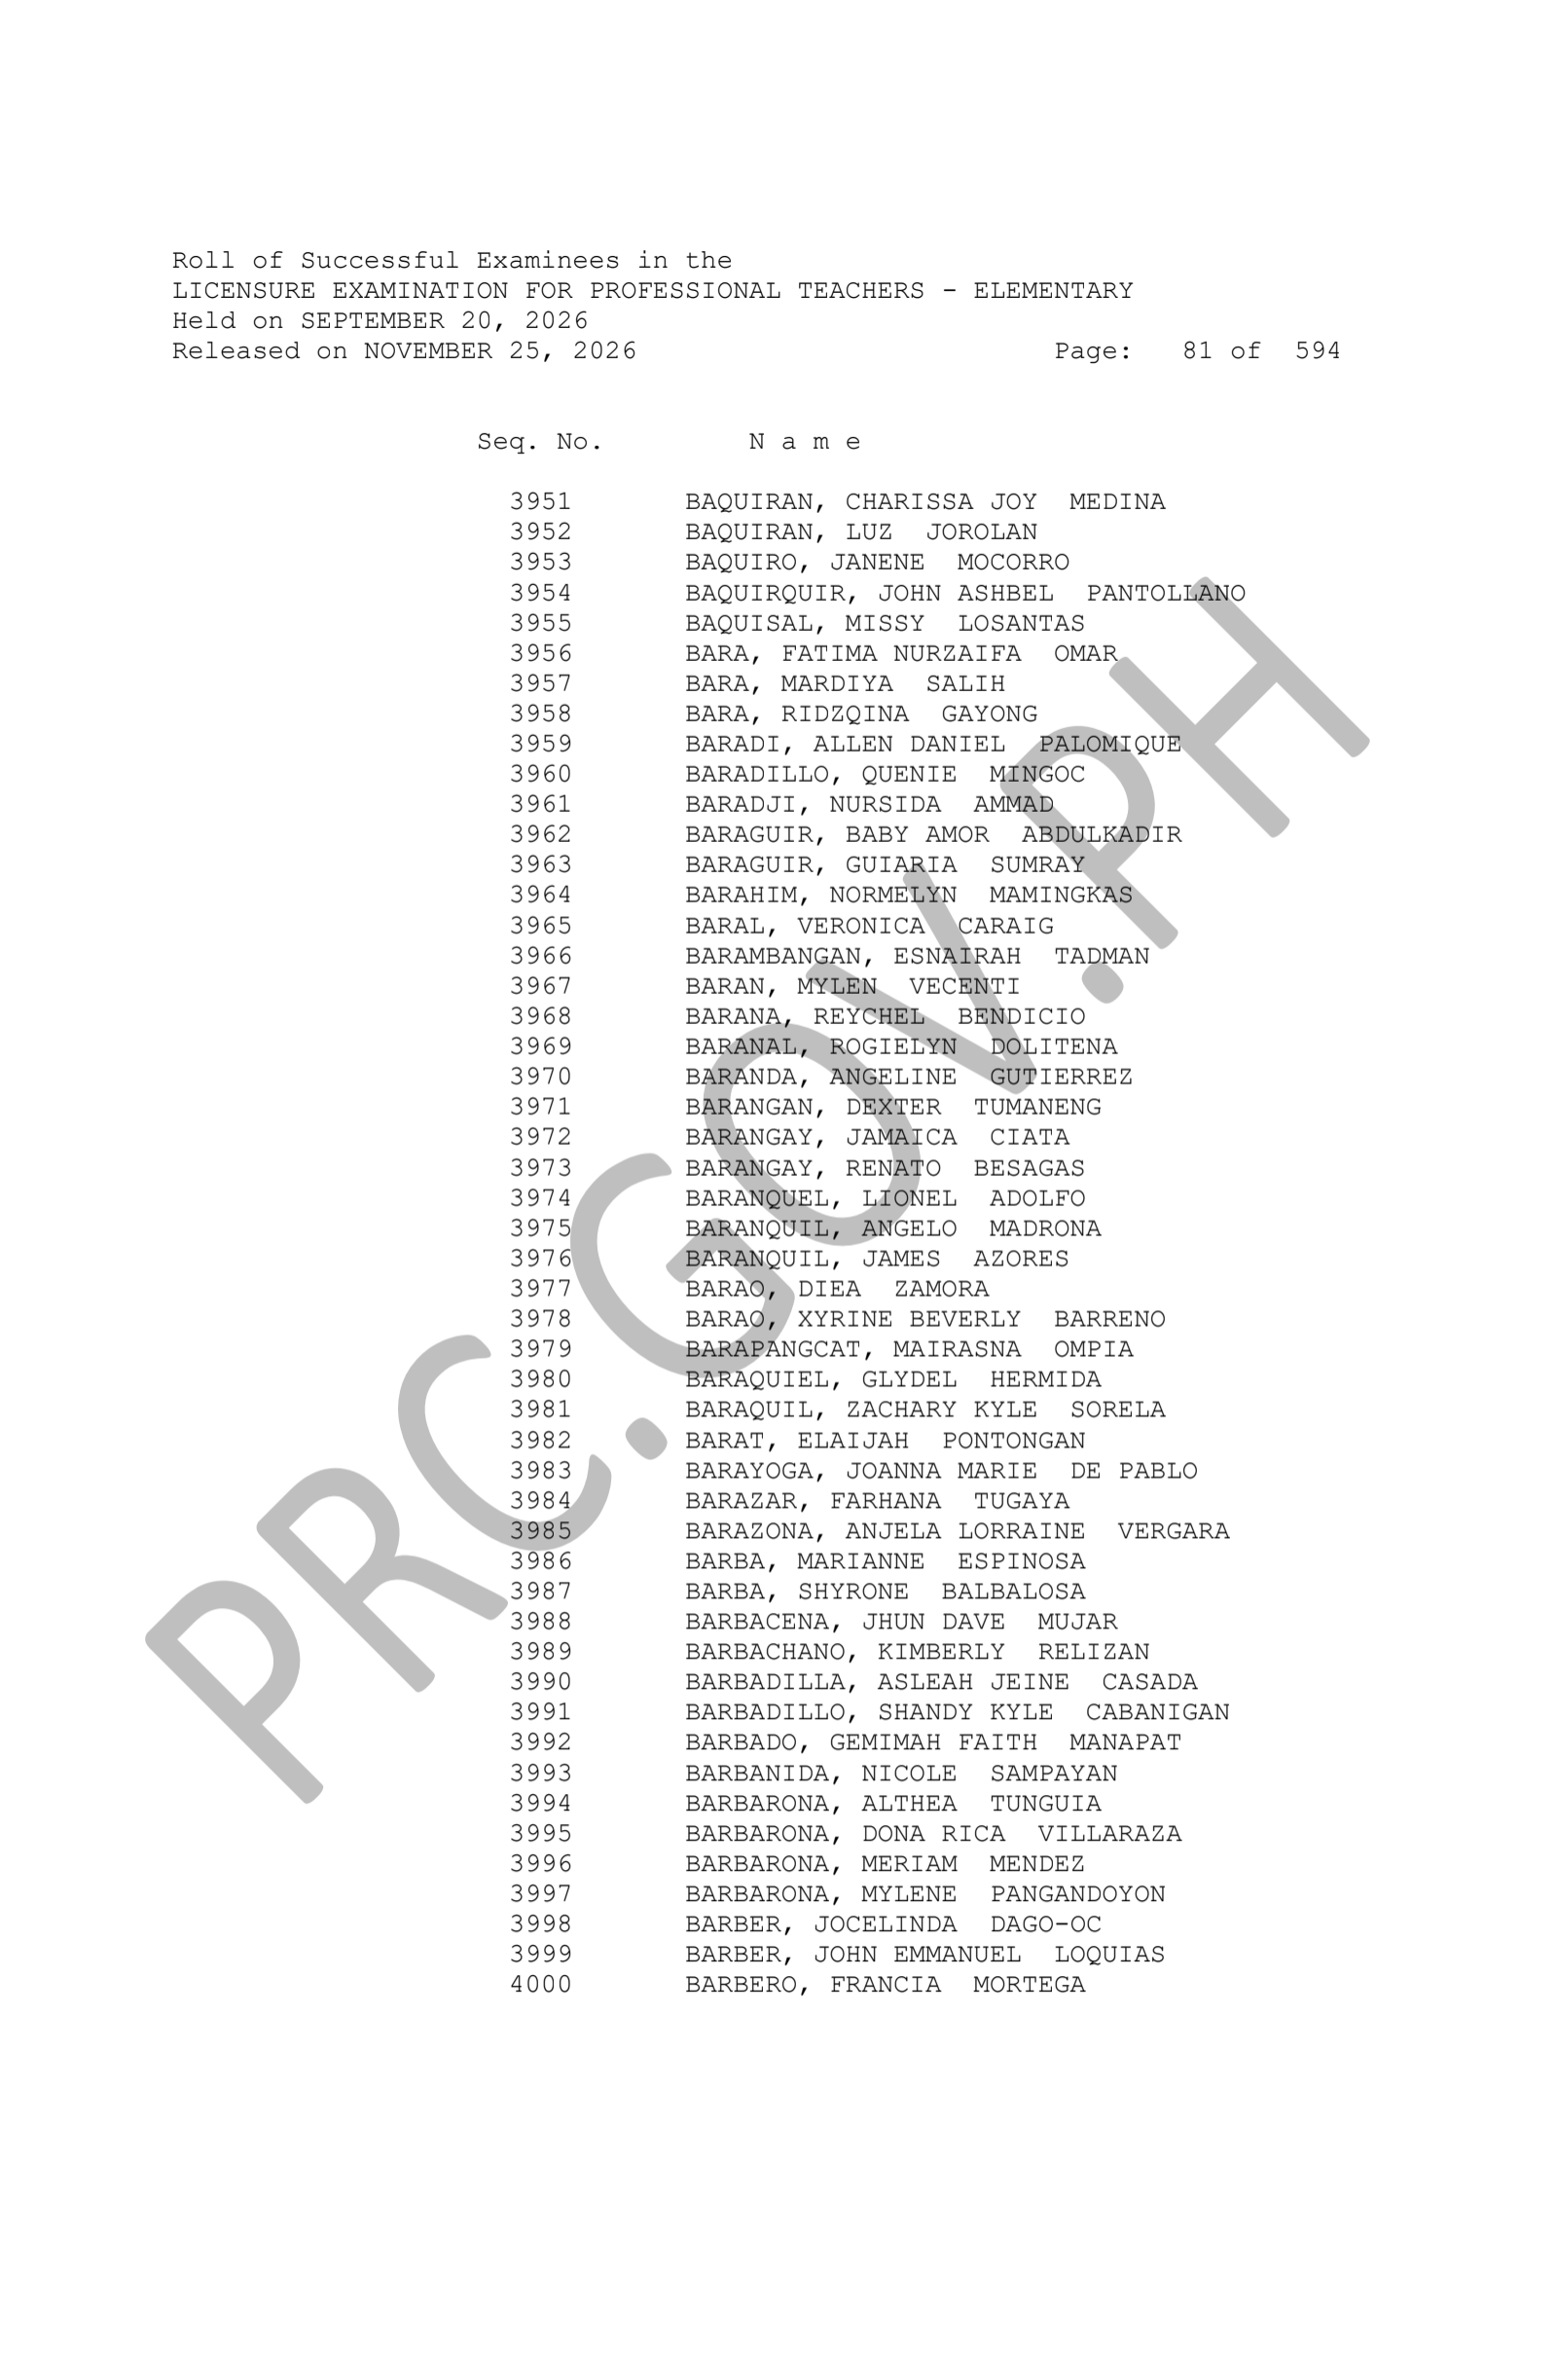 Roll of Successful Examinees in the
LICENSURE EXAMINATION FOR PROFESSIONAL TEACHERS - ELEMENTARY
Held on SEPTEMBER 20, 2026
Released on NOVEMBER 25, 2026 Page: 81 of 594
Seq. No. N a m e
3951 BAQUIRAN, CHARISSA JOY MEDINA
3952 BAQUIRAN, LUZ JOROLAN
3953 BAQUIRO, JANENE MOCORRO
3954 BAQUIRQUIR, JOHN ASHBEL PANTOLLANO
3955 BAQUISAL, MISSY LOSANTAS
3956 BARA, FATIMA NURZAIFA OMAR
3957 BARA, MARDIYA SALIH
3958 BARA, RIDZQINA GAYONG
3959 BARADI, ALLEN DANIEL PALOMIQUE
3960 BARADILLO, QUENIE MINGOC
3961 BARADJI, NURSIDA AMMAD
3962 BARAGUIR, BABY AMOR ABDULKADIR
3963 BARAGUIR, GUIARIA SUMRAY
3964 BARAHIM, NORMELYN MAMINGKAS
3965 BARAL, VERONICA CARAIG
3966 BARAMBANGAN, ESNAIRAH TADMAN
3967 BARAN, MYLEN VECENTI
3968 BARANA, REYCHEL BENDICIO
3969 BARANAL, ROGIELYN DOLITENA
3970 BARANDA, ANGELINE GUTIERREZ
3971 BARANGAN, DEXTER TUMANENG
3972 BARANGAY, JAMAICA CIATA
3973 BARANGAY, RENATO BESAGAS
3974 BARANQUEL, LIONEL ADOLFO
3975 BARANQUIL, ANGELO MADRONA
3976 BARANQUIL, JAMES AZORES
3977 BARAO, DIEA ZAMORA
3978 BARAO, XYRINE BEVERLY BARRENO
3979 BARAPANGCAT, MAIRASNA OMPIA
3980 BARAQUIEL, GLYDEL HERMIDA
3981 BARAQUIL, ZACHARY KYLE SORELA
3982 BARAT, ELAIJAH PONTONGAN
3983 BARAYOGA, JOANNA MARIE DE PABLO
3984 BARAZAR, FARHANA TUGAYA
3985 BARAZONA, ANJELA LORRAINE VERGARA
3986 BARBA, MARIANNE ESPINOSA
3987 BARBA, SHYRONE BALBALOSA
3988 BARBACENA, JHUN DAVE MUJAR
3989 BARBACHANO, KIMBERLY RELIZAN
3990 BARBADILLA, ASLEAH JEINE CASADA
3991 BARBADILLO, SHANDY KYLE CABANIGAN
3992 BARBADO, GEMIMAH FAITH MANAPAT
3993 BARBANIDA, NICOLE SAMPAYAN
3994 BARBARONA, ALTHEA TUNGUIA
3995 BARBARONA, DONA RICA VILLARAZA
3996 BARBARONA, MERIAM MENDEZ
3997 BARBARONA, MYLENE PANGANDOYON
3998 BARBER, JOCELINDA DAGO-OC
3999 BARBER, JOHN EMMANUEL LOQUIAS
4000 BARBERO, FRANCIA MORTEGA
PRC.GOV.PH